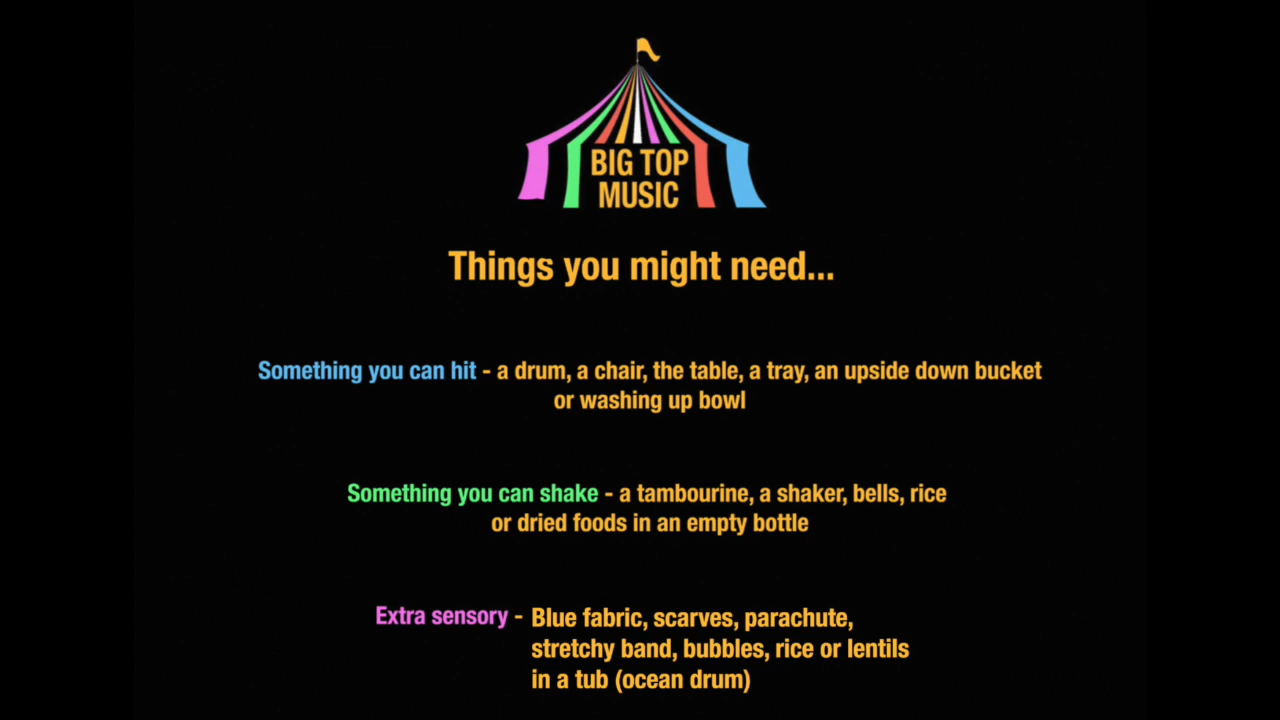 BIG TOP
MUSIC
Things you might need...
Something you can hit - a drum, a chair, the table, a tray, an upside down bucket
or washing up bowl
Something you can shake - a tambourine, a shaker, bells, rice
or dried foods in an empty bottle
Extra sensory - Blue fabric, scarves, parachute,
stretchy band, bubbles, rice or lentils
in a tub (ocean drum)